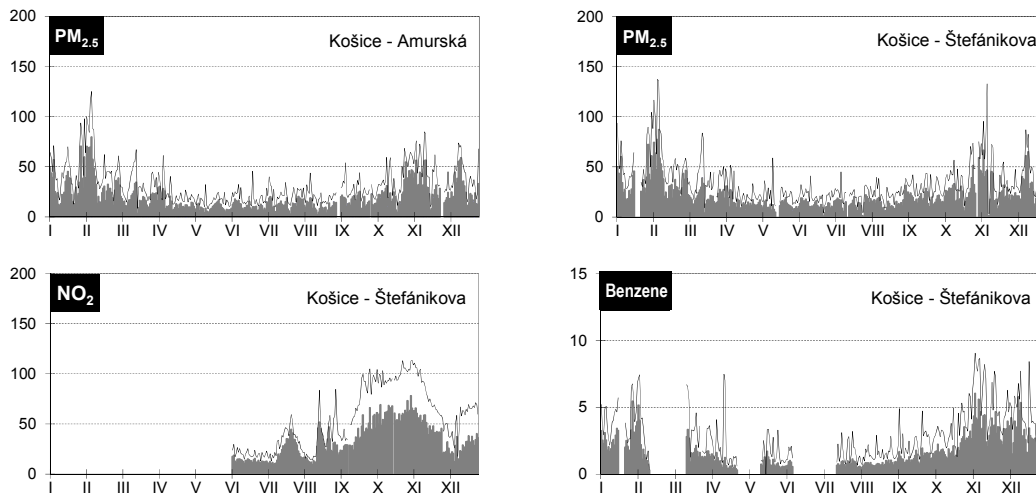 PM2.5
Košice - Amurská
200
150
100
50
0
I II III IV V VI VII VIII IX X XI XII
PM2.5
Košice - Štefánikova
200
150
100
50
0
I II III IV V VI VII VIII IX X XI XII
NO2
Košice - Štefánikova
200
150
100
50
0
I II III IV V VI VII VIII IX X XI XII
Benzene
Košice - Štefánikova
15
10
5
0
I II III IV V VI VII VIII IX X XI XII